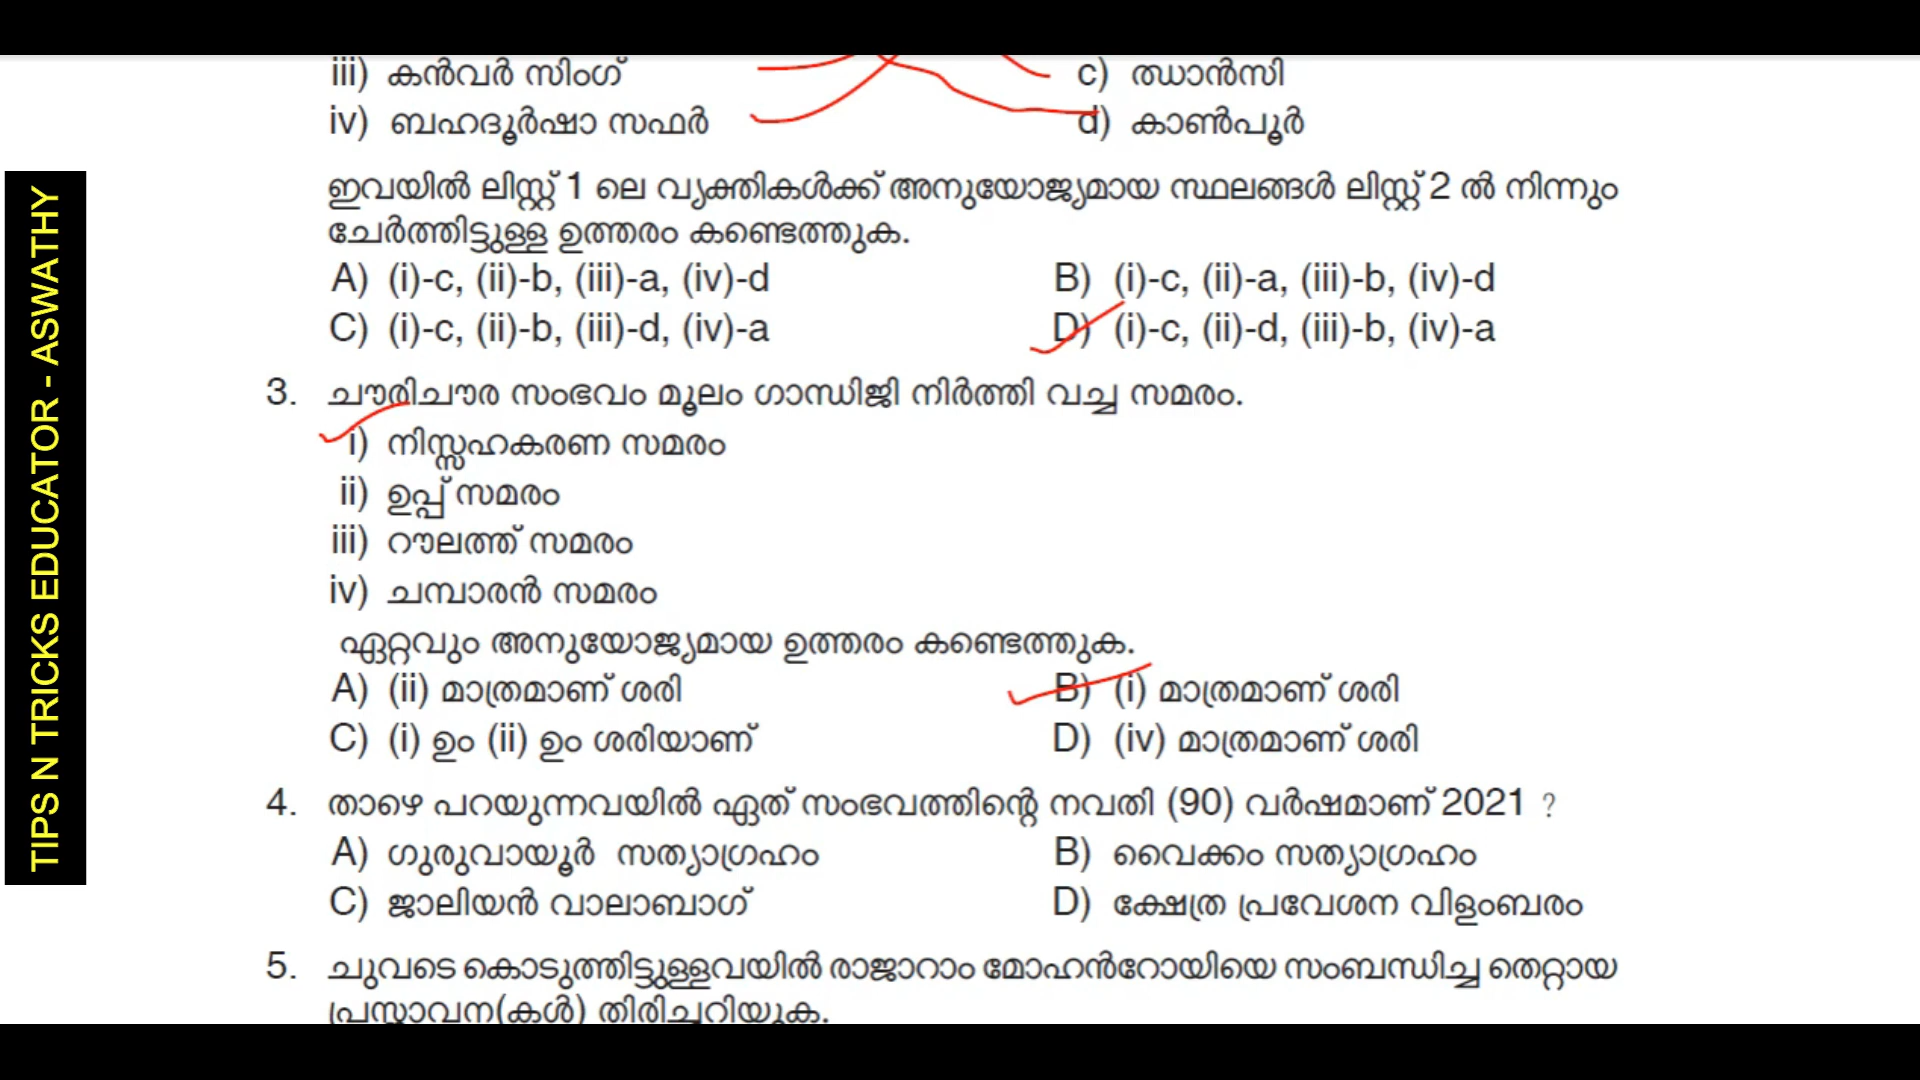 iii) കൻവർ സിംഗ് c) ഝാൻസി
iv) ബഹദൂർഷാ സഫർ d) കാൺപൂർ
ഇവയിൽ ലിസ്റ്റ് 1 ലെ വ്യക്തികൾക്ക് അനുയോജ്യമായ സ്ഥലങ്ങൾ ലിസ്റ്റ് 2 ൽ നിന്നും
ചേർത്തിട്ടുള്ള ഉത്തരം കണ്ടെത്തുക.
A) (i)-c, (ii)-b, (iii)-a, (iv)-d B) (i)-c, (ii)-a, (iii)-b, (iv)-d
C) (i)-c, (ii)-b, (iii)-d, (iv)-a D) (i)-c, (ii)-d, (iii)-b, (iv)-a
3. ചൗരിചൗര സംഭവം മൂലം ഗാന്ധിജി നിർത്തി വച്ച സമരം.
i) നിസ്സഹകരണ സമരം
ii) ഉപ്പ് സമരം
iii) റൗലത്ത് സമരം
iv) ചമ്പാരൻ സമരം
ഏറ്റവും അനുയോജ്യമായ ഉത്തരം കണ്ടെത്തുക.
A) (ii) മാത്രമാണ് ശരി B) (i) മാത്രമാണ് ശരി
C) (i) ഉം (ii) ഉം ശരിയാണ് D) (iv) മാത്രമാണ് ശരി
4. താഴെ പറയുന്നവയിൽ ഏത് സംഭവത്തിന്റെ നവതി (90) വർഷമാണ് 2021 ?
A) ഗുരുവായൂർ സത്യാഗ്രഹം B) വൈക്കം സത്യാഗ്രഹം
C) ജാലിയൻ വാലാബാഗ് D) ക്ഷേത്ര പ്രവേശന വിളംബരം
5. ചുവടെ കൊടുത്തിട്ടുള്ളവയിൽ രാജാറാം മോഹൻറോയിയെ സംബന്ധിച്ച തെറ്റായ
പ്രസ്താവന(കൾ) തിരിച്ചറിയുക.
TIPS N TRICKS EDUCATOR - ASWATHY